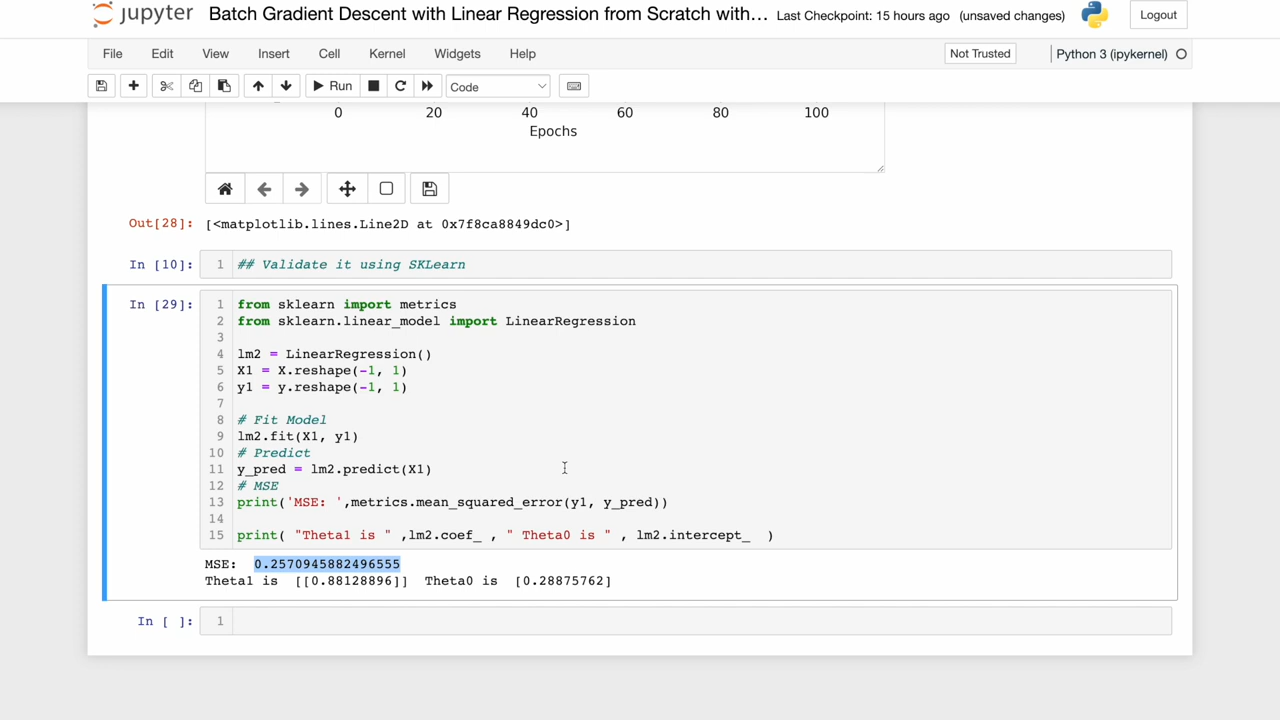 jupyter Batch Gradient Descent with Linear Regression from Scratch with… Last Checkpoint: 15 hours ago (unsaved changes) Logout
File Edit View Insert Cell Kernel Widgets Help Not Trusted Python 3 (ipykernel)
Run Code
0 20 40 60 80 100
Epochs
Out[28]: [<matplotlib.lines.Line2D at 0x7f8ca8849dc0>]
In [10]: 1 ## Validate it using SKLearn
In [29]: 1 from sklearn import metrics
2 from sklearn.linear_model import LinearRegression
3
4 lm2 = LinearRegression()
5 X1 = X.reshape(-1, 1)
6 y1 = y.reshape(-1, 1)
7
8 # Fit Model
9 lm2.fit(X1, y1)
10 # Predict
11 y_pred = lm2.predict(X1)
12 # MSE
13 print('MSE: ',metrics.mean_squared_error(y1, y_pred))
14
15 print( "Theta1 is " ,lm2.coef_ , " Theta0 is " , lm2.intercept_ )
MSE: 0.2570945882496555
Theta1 is [[0.88128896]] Theta0 is [0.28875762]
In [ ]: 1